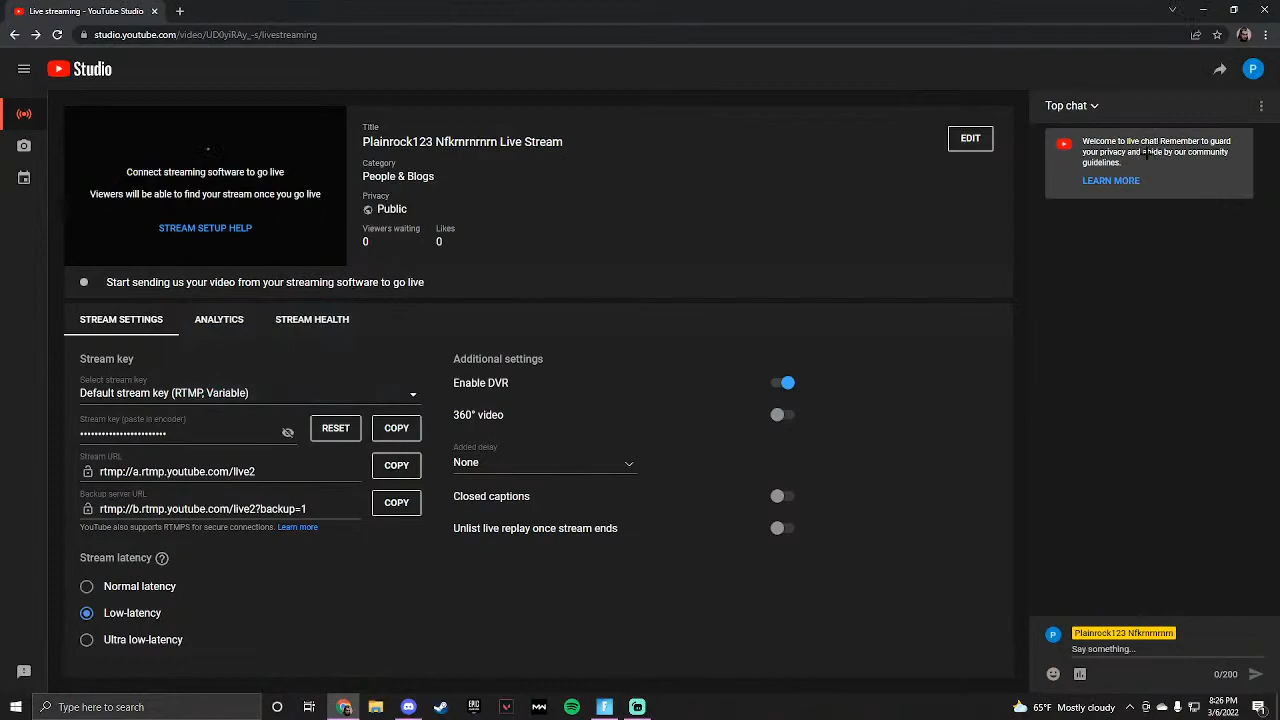 Live streaming - YouTube Studio
studio.youtube.com/video/UD0yiRAy_-s/livestreaming
Studio
P
Connect streaming software to go live
Viewers will be able to find your stream once you go live
STREAM SETUP HELP
Title
Plainrock123 Nfkrnrnrnrn Live Stream
Category
People & Blogs
Privacy
Public
Viewers waiting
Likes
0
0
EDIT
Start sending us your video from your streaming software to go live
STREAM SETTINGS
ANALYTICS
STREAM HEALTH
Stream key
Select stream key
Default stream key (RTMP, Variable)
Stream key (paste in encoder)
••••••••••••••••••••••••
RESET
COPY
Stream URL
rtmp://a.rtmp.youtube.com/live2
COPY
Backup server URL
rtmp://b.rtmp.youtube.com/live2?backup=1
COPY
YouTube also supports RTMPS for secure connections. Learn more
Stream latency
Normal latency
Low-latency
Ultra low-latency
Additional settings
Enable DVR
360° video
Added delay
None
Closed captions
Unlist live replay once stream ends
Top chat
Welcome to live chat! Remember to guard
your privacy and abide by our community
guidelines.
LEARN MORE
P
Plainrock123 Nfkrnrnrnrn
Say something...
0/200
Type here to search
65°F Mostly cloudy
8:26 PM
3/6/2022